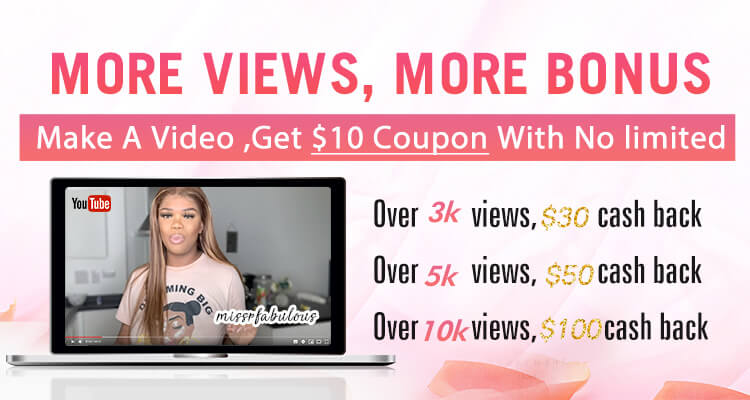 MORE VIEWS, MORE BONUS
Make A Video ,Get $10 Coupon With No limited
YouTube
missrfabulous
Over 3k views, $30 cash back
Over 5k views, $50 cash back
Over 10k views, $100 cash back